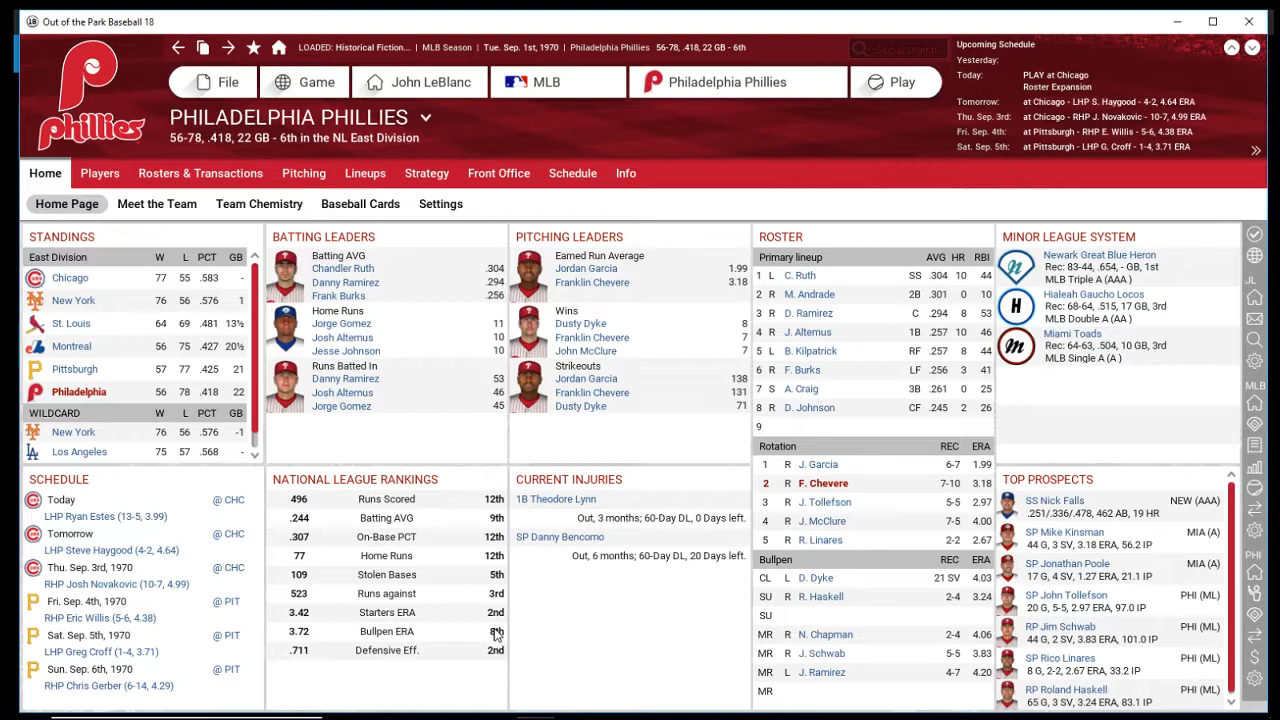 Out of the Park Baseball 18
LOADED: Historical Fiction... | MLB Season | Tue. Sep. 1st, 1970 | Philadelphia Phillies 56-78, .418, 22 GB - 6th
File Game John LeBlanc MLB Philadelphia Phillies Play
phillies
PHILADELPHIA PHILLIES
56-78, .418, 22 GB - 6th in the NL East Division
Upcoming Schedule
Yesterday:
Today: PLAY at Chicago
Roster Expansion
Tomorrow: at Chicago - LHP S. Haygood - 4-2, 4.64 ERA
Thu. Sep. 3rd: at Chicago - RHP J. Novakovic - 10-7, 4.99 ERA
Fri. Sep. 4th: at Pittsburgh - RHP E. Willis - 5-6, 4.38 ERA
Sat. Sep. 5th: at Pittsburgh - LHP G. Croff - 1-4, 3.71 ERA
Home Players Rosters & Transactions Pitching Lineups Strategy Front Office Schedule Info
Home Page Meet the Team Team Chemistry Baseball Cards Settings
STANDINGS
East Division W L PCT GB
Chicago 77 55 .583 -
New York 76 56 .576 1
St. Louis 64 69 .481 13½
Montreal 56 75 .427 20½
Pittsburgh 57 77 .425 21
Philadelphia 56 78 .418 22
WILDCARD W L PCT GB
New York 76 56 .576 -1
Los Angeles 75 57 .568 -
BATTING LEADERS
Batting AVG
Chandler Ruth .304
Danny Ramirez .294
Frank Burks .256
Home Runs
Jorge Gomez 11
Josh Altemus 10
Jesse Johnson 10
Runs Batted In
Danny Ramirez 53
Josh Altemus 46
Jorge Gomez 45
PITCHING LEADERS
Earned Run Average
Jordan Garcia 1.99
Franklin Chevere 3.18
Wins
Dusty Dyke 8
Franklin Chevere 7
John McClure 7
Strikeouts
Jordan Garcia 138
Franklin Chevere 131
Dusty Dyke 71
ROSTER
Primary lineup AVG HR RBI
1 L C. Ruth SS .304 10 44
2 R M. Andrade 2B .301 0 10
3 R D. Ramirez C .294 8 53
4 R J. Altemus 1B .257 10 46
5 L B. Kilpatrick RF .257 8 44
6 R F. Burks LF .256 3 41
7 S A. Craig 3B .261 0 25
8 R D. Johnson CF .245 2 26
9
Rotation REC ERA
1 R J. Garcia 6-7 1.99
2 R F. Chevere 7-10 3.18
3 R J. Tollefson 5-5 2.97
4 R J. McClure 7-5 4.00
5 R R. Linares 2-2 2.67
Bullpen REC ERA
CL L D. Dyke 21 SV 4.03
SU R R. Haskell 2-4 3.24
SU
MR R N. Chapman 2-4 4.06
MR R J. Schwab 5-5 3.83
MR L J. Ramirez 4-7 4.20
MR
MINOR LEAGUE SYSTEM
Newark Great Blue Heron
Rec: 83-44, .654, - GB, 1st
MLB Triple A (AAA )
Hialeah Gaucho Locos
Rec: 68-64, .515, 17 GB, 3rd
MLB Double A (AA )
Miami Toads
Rec: 64-63, .504, 10 GB, 3rd
MLB Single A (A )
SCHEDULE
Today @ CHC
LHP Ryan Estes (13-5, 3.99)
Tomorrow @ CHC
LHP Steve Haygood (4-2, 4.64)
Thu. Sep. 3rd, 1970 @ CHC
RHP Josh Novakovic (10-7, 4.99)
Fri. Sep. 4th, 1970 @ PIT
RHP Eric Willis (5-6, 4.38)
Sat. Sep. 5th, 1970 @ PIT
LHP Greg Croff (1-4, 3.71)
Sun. Sep. 6th, 1970 @ PIT
RHP Chris Gerber (6-14, 4.29)
NATIONAL LEAGUE RANKINGS
496 Runs Scored 12th
.244 Batting AVG 9th
.307 On-Base PCT 12th
77 Home Runs 12th
109 Stolen Bases 5th
523 Runs against 3rd
3.42 Starters ERA 2nd
3.72 Bullpen ERA 8th
.711 Defensive Eff. 2nd
CURRENT INJURIES
1B Theodore Lynn
Out, 3 months; 60-Day DL, 0 Days left.
SP Danny Bencomo
Out, 6 months; 60-Day DL, 20 Days left.
TOP PROSPECTS
SS Nick Falls NEW (AAA)
.251/.336/.478, 462 AB, 19 HR
SP Mike Kinsman MIA (A)
44 G, 3 SV, 3.18 ERA, 56.2 IP
SP Jonathan Poole MIA (A)
17 G, 4 SV, 1.27 ERA, 21.1 IP
SP John Tollefson PHI (ML)
20 G, 5-5, 2.97 ERA, 97.0 IP
RP Jim Schwab PHI (ML)
44 G, 2 SV, 3.83 ERA, 101.0 IP
SP Rico Linares PHI (ML)
8 G, 2-2, 2.67 ERA, 33.2 IP
RP Roland Haskell PHI (ML)
65 G, 3 SV, 3.24 ERA, 83.1 IP
JL
MLB
PHI